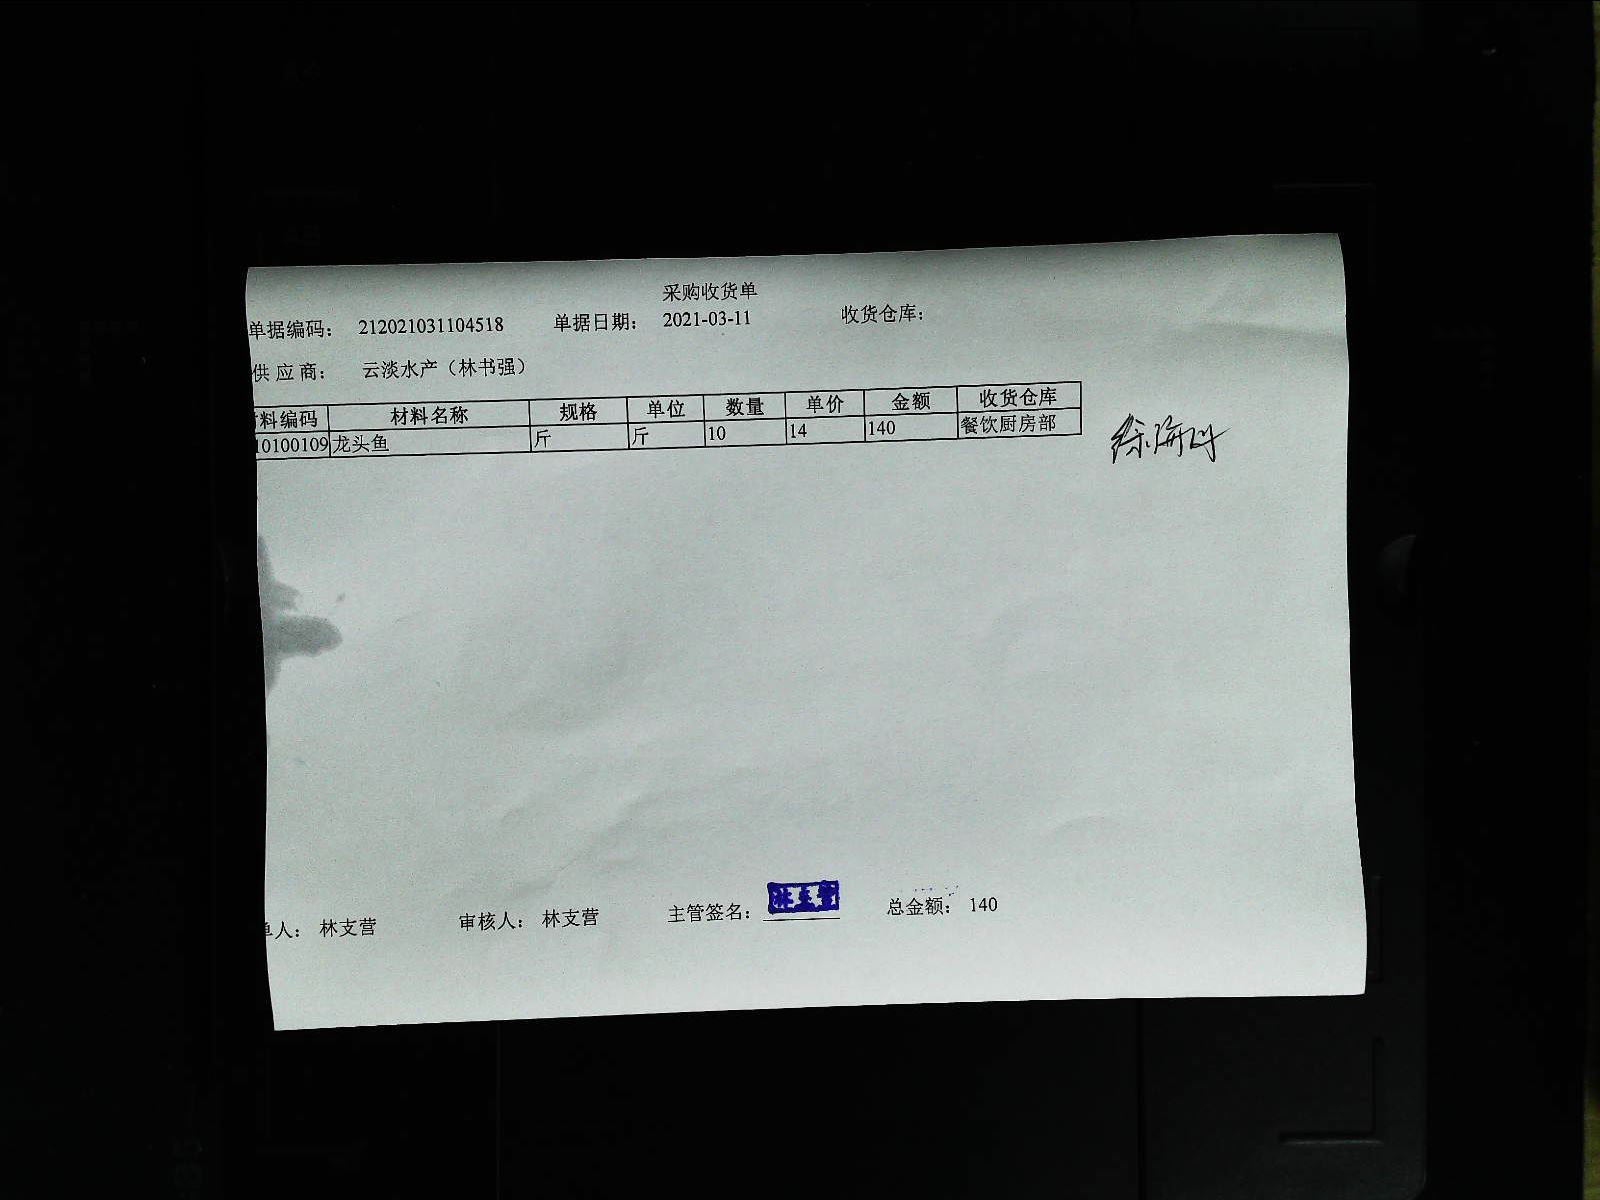 采购收货单
单据编码： 212021031104518 单据日期： 2021-03-11 收货仓库：
供应商： 云淡水产（林书强）
料编码 材料名称 规格 单位 数量 单价 金额 收货仓库
10100109 龙头鱼 斤 斤 10 14 140 餐饮厨房部
单人： 林支营 审核人： 林支营 主管签名： 林支营 总金额： 140